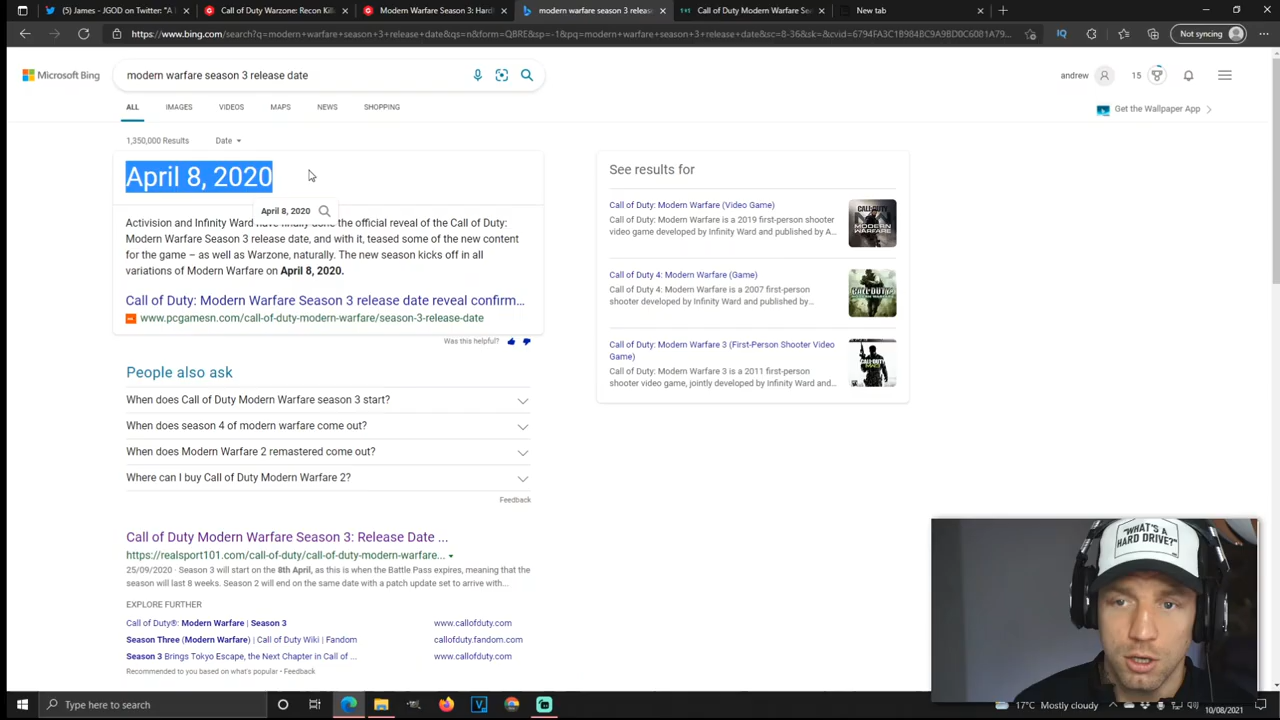 (5) James - JamesMTom on Twitter: "A
Call of Duty Warzone: Ronin Kil
Modern Warfare Season 3: Hard
modern warfare season 3 release
Call of Duty Modern Warfare Sec
New tab
https://www.bing.com/search?q=modern+warfare+season+3+release+date&qs=n&form=QBRE&sp=-1&pq=modern+warfare+season+3+release+date&sc=8-36&sk=&cvid=6794FA3C1B984BC9A9BD0C6081A79...
Not syncing
Microsoft Bing
modern warfare season 3 release date
andrew
15
ALL IMAGES VIDEOS MAPS NEWS SHOPPING
Get the Wallpaper App
1,350,000 Results Date
April 8, 2020
April 8, 2020
Activision and Infinity Ward have finally done the official reveal of the Call of Duty:
Modern Warfare Season 3 release date, and with it, teased some of the new content
for the game – as well as Warzone, naturally. The new season kicks off in all
variations of Modern Warfare on April 8, 2020.
Call of Duty: Modern Warfare Season 3 release date reveal confirm...
www.pcgamesn.com/call-of-duty-modern-warfare/season-3-release-date
Was this helpful?
People also ask
When does Call of Duty Modern Warfare season 3 start?
When does season 4 of modern warfare come out?
When does Modern Warfare 2 remastered come out?
Where can I buy Call of Duty Modern Warfare 2?
Feedback
Call of Duty Modern Warfare Season 3: Release Date ...
https://realsport101.com/call-of-duty/call-of-duty-modern-warfare...
25/09/2020 · Season 3 will start on the 8th April, as this is when the Battle Pass expires, meaning that the
season will last 8 weeks. Season 2 will end on the same date with a patch update set to arrive with...
EXPLORE FURTHER
Call of Duty®: Modern Warfare | Season 3 www.callofduty.com
Season Three (Modern Warfare) | Call of Duty Wiki | Fandom callofduty.fandom.com
Season 3 Brings Tokyo Escape, the Next Chapter in Call of ... www.callofduty.com
Recommended to you based on what's popular • Feedback
See results for
Call of Duty: Modern Warfare (Video Game)
Call of Duty: Modern Warfare is a 2019 first-person shooter
video game developed by Infinity Ward and published by A...
Call of Duty 4: Modern Warfare (Game)
Call of Duty 4: Modern Warfare is a 2007 first-person
shooter developed by Infinity Ward and published by...
Call of Duty: Modern Warfare 3 (First-Person Shooter Video
Game)
Call of Duty: Modern Warfare 3 is a 2011 first-person
shooter video game, jointly developed by Infinity Ward and...
"WHAT'S A
HARD DRIVE?"
Type here to search
17°C Mostly cloudy
10/08/2021